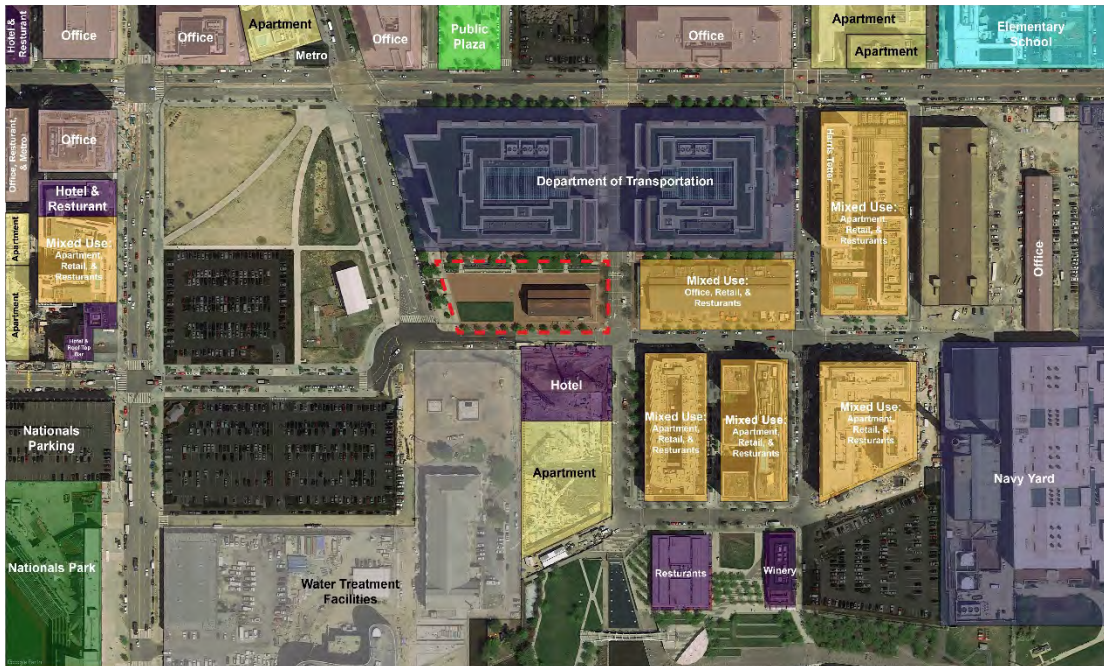 Hotel &
Resturant
Office
Office
Apartment
Metro
Office
Public
Plaza
Office
Apartment
Apartment
Elementary
School
Office, Resturant,
& Metro
Office
Hotel &
Resturant
Mixed Use:
Apartment,
Retail, &
Resturants
Apartment
Apartment
Hotel &
Roof Top
Bar
Department of Transportation
Harris Teeter
Mixed Use:
Apartment,
Retail, &
Resturants
Office
Mixed Use:
Office, Retail, &
Resturants
Hotel
Apartment
Mixed Use:
Apartment,
Retail, &
Resturants
Mixed Use:
Apartment,
Retail, &
Resturants
Mixed Use:
Apartment,
Retail, &
Resturants
Nationals
Parking
Navy Yard
Nationals Park
Water Treatment
Facilities
Resturants
Winery